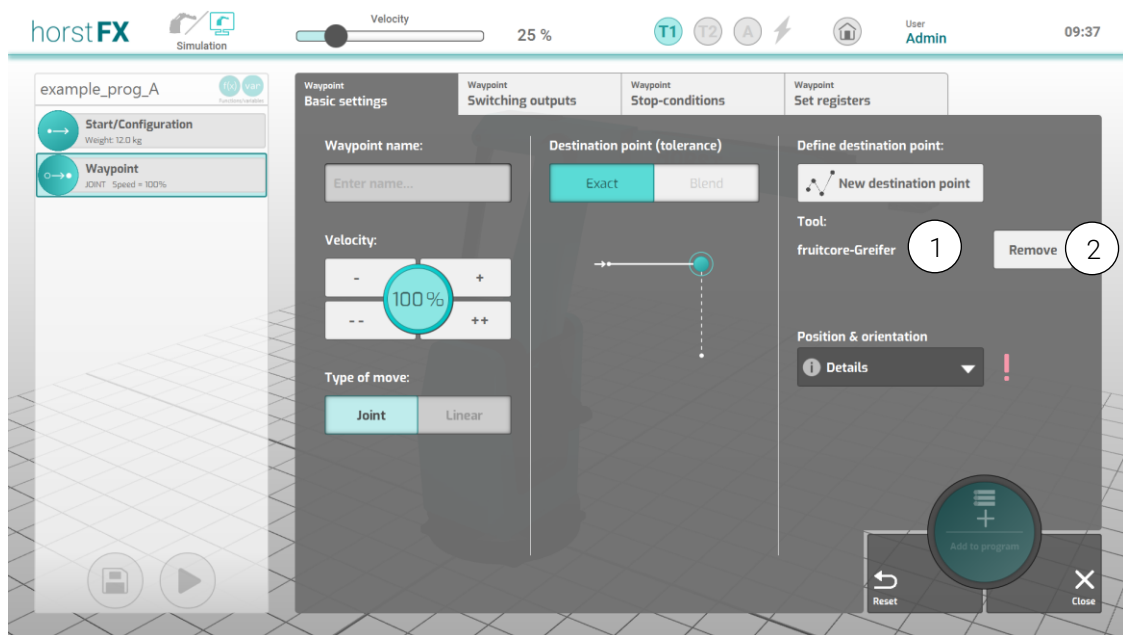 horstFX
Simulation
Velocity
25 %
T1
T2
A
User
Admin
09:37
example_prog_A
f(x)
var
Functions/variables
Start/Configuration
Weight: 12.0 kg
Waypoint
JOINT Speed = 100%
Waypoint
Basic settings
Waypoint
Switching outputs
Waypoint
Stop-conditions
Waypoint
Set registers
Waypoint name:
Enter name...
Velocity:
-
+
100%
--
++
Type of move:
Joint
Linear
Destination point (tolerance)
Exact
Blend
Define destination point:
New destination point
Tool:
fruitcore-Greifer
1
Remove
2
Position & orientation
i
Details
!
Add to program
Reset
Close